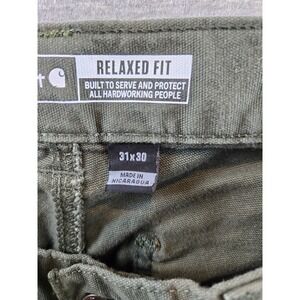 t
RELAXED FIT
BUILT TO SERVE AND PROTECT
ALL HARDWORKING PEOPLE
31x30
MADE IN
NICARAGUA